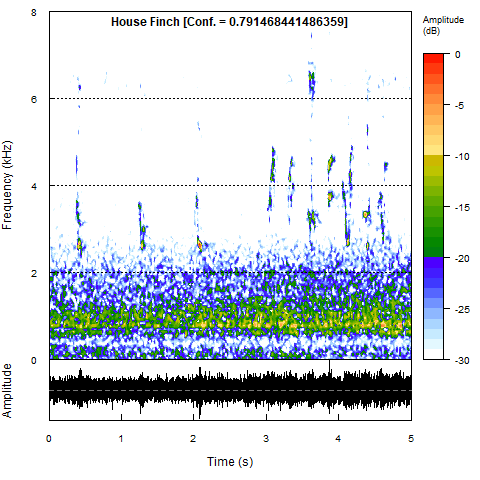 House Finch [Conf. = 0.791468441486359]
Amplitude
(dB)
0
-5
-10
-15
-20
-25
-30
Frequency (kHz)
8
6
4
2
0
Amplitude
0 1 2 3 4 5
Time (s)